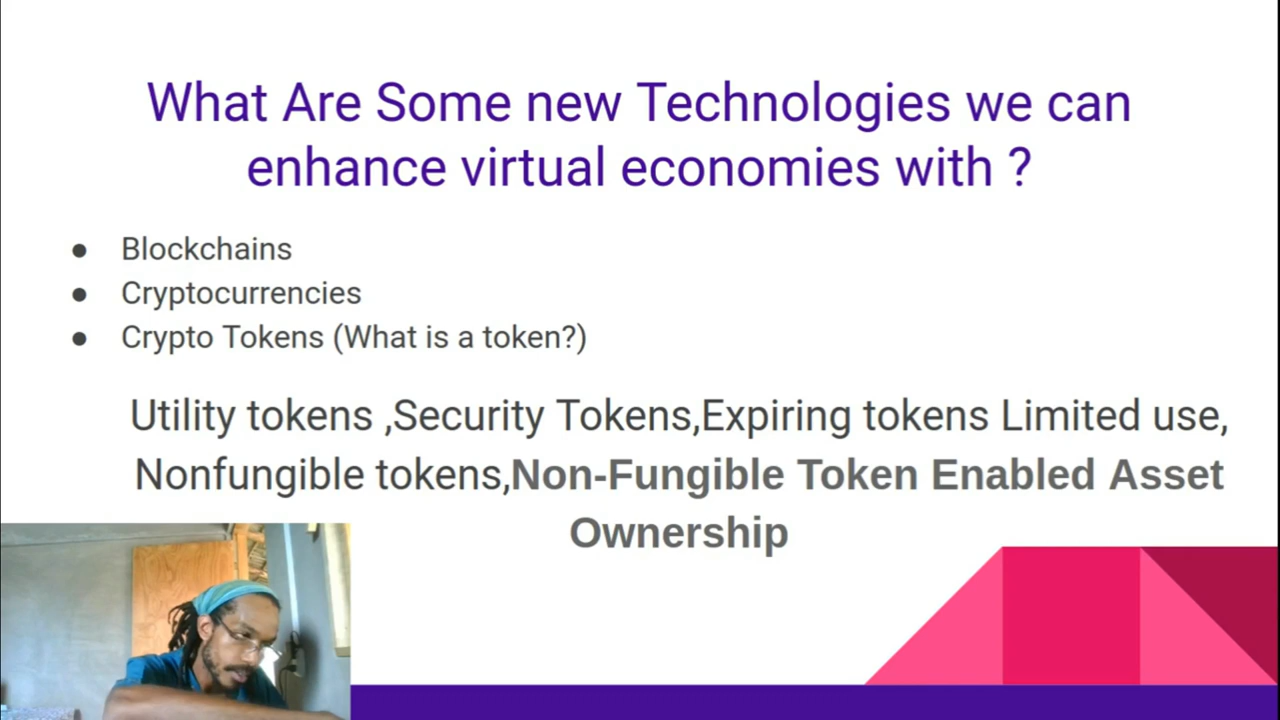 What Are Some new Technologies we can
enhance virtual economies with ?
● Blockchains
● Cryptocurrencies
● Crypto Tokens (What is a token?)
Utility tokens ,Security Tokens,Expiring tokens Limited use,
Nonfungible tokens,Non-Fungible Token Enabled Asset
Ownership